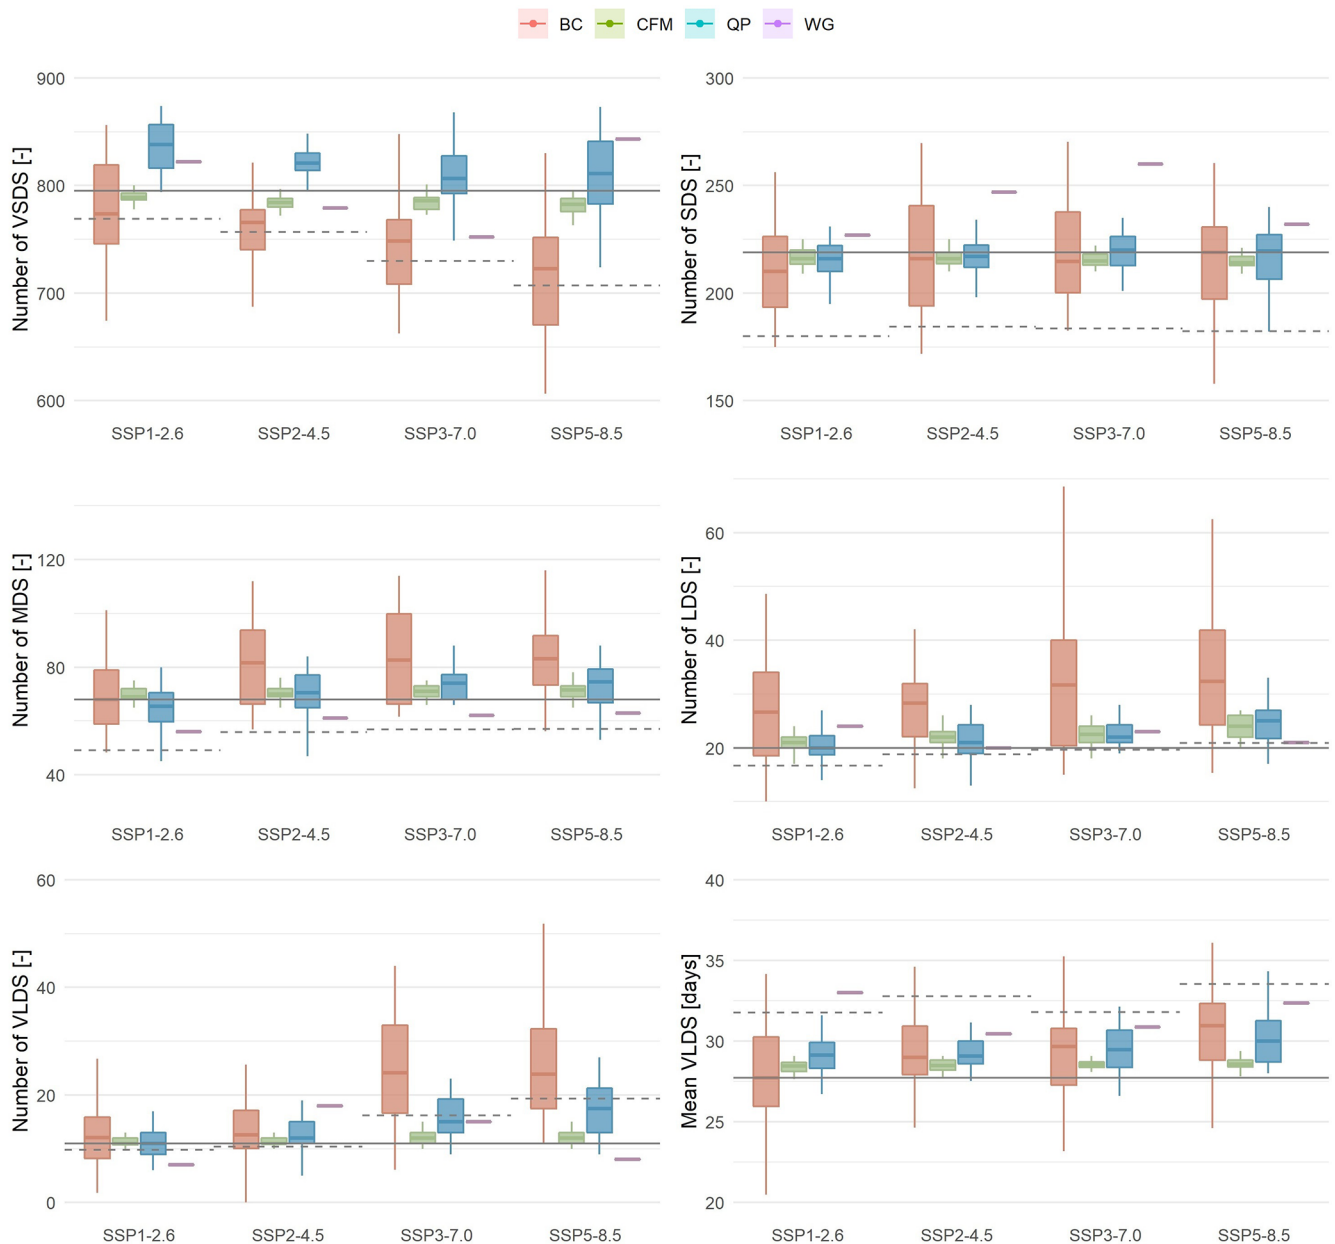 BC CFM QP WG
Number of VSDS [-]
900
800
700
600
SSP1-2.6 SSP2-4.5 SSP3-7.0 SSP5-8.5
Number of SDS [-]
300
250
200
150
SSP1-2.6 SSP2-4.5 SSP3-7.0 SSP5-8.5
Number of MDS [-]
120
80
40
SSP1-2.6 SSP2-4.5 SSP3-7.0 SSP5-8.5
Number of LDS [-]
60
40
20
SSP1-2.6 SSP2-4.5 SSP3-7.0 SSP5-8.5
Number of VLDS [-]
60
40
20
0
SSP1-2.6 SSP2-4.5 SSP3-7.0 SSP5-8.5
Mean VLDS [days]
40
35
30
25
20
SSP1-2.6 SSP2-4.5 SSP3-7.0 SSP5-8.5